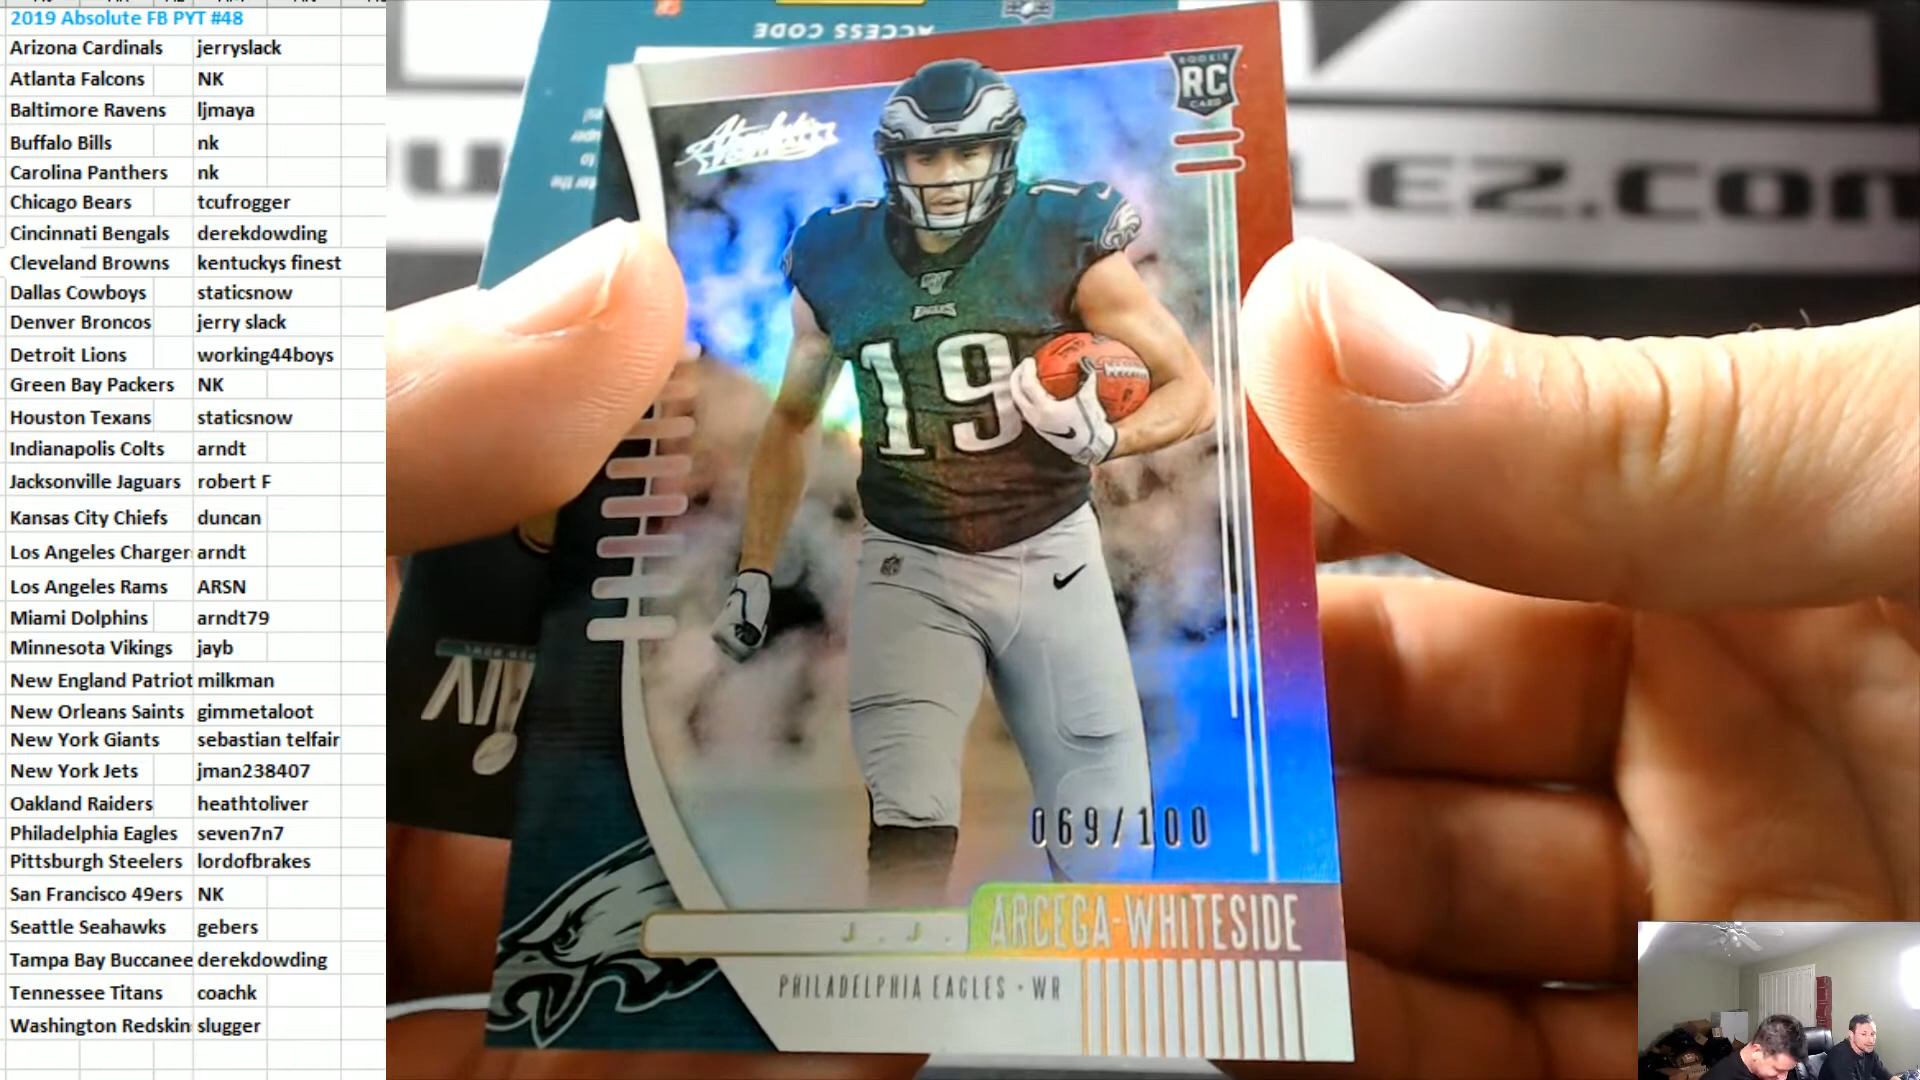 2019 Absolute FB PYT #48
Arizona Cardinals jerryslack
Atlanta Falcons NK
Baltimore Ravens ljmaya
Buffalo Bills nk
Carolina Panthers nk
Chicago Bears tcufrogger
Cincinnati Bengals derekdowding
Cleveland Browns kentuckys finest
Dallas Cowboys staticsnow
Denver Broncos jerry slack
Detroit Lions working44boys
Green Bay Packers NK
Houston Texans staticsnow
Indianapolis Colts arndt
Jacksonville Jaguars robert F
Kansas City Chiefs duncan
Los Angeles Charger arndt
Los Angeles Rams ARSN
Miami Dolphins arndt79
Minnesota Vikings jayb
New England Patriot milkman
New Orleans Saints gimmetaloot
New York Giants sebastian telfair
New York Jets jman238407
Oakland Raiders heathtoliver
Philadelphia Eagles seven7n7
Pittsburgh Steelers lordofbrakes
San Francisco 49ers NK
Seattle Seahawks gebers
Tampa Bay Buccanee derekdowding
Tennessee Titans coachk
Washington Redskin slugger
ACCESS CODE
ROOKIE
RC
CARD
Absolute
LEZ.com
19
19
069/100
J.J. ARCEGA-WHITESIDE
PHILADELPHIA EAGLES · WR